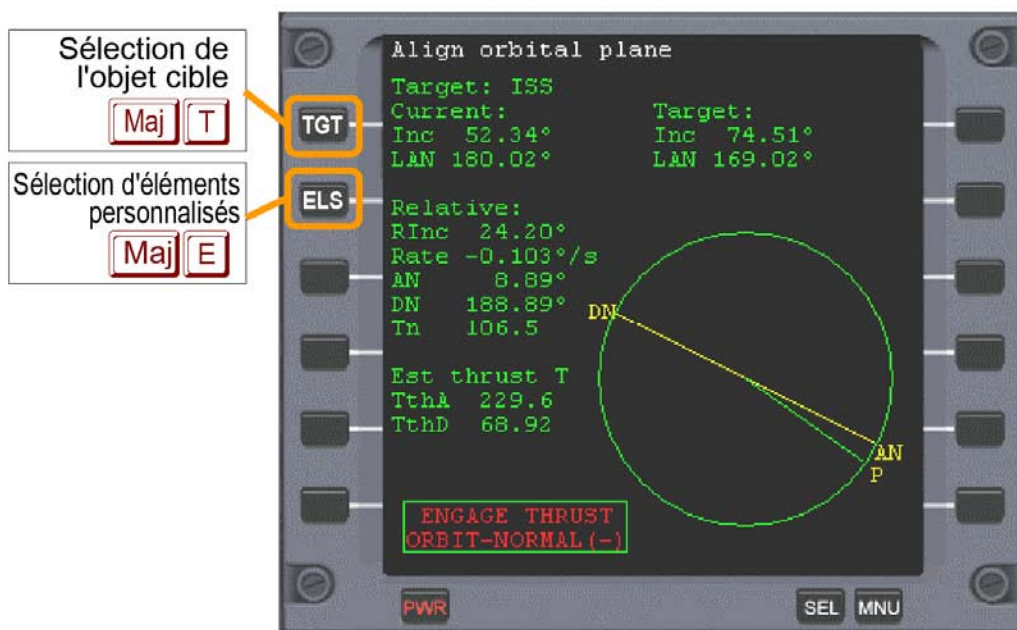 Sélection de
l'objet cible
Maj T
Sélection d'éléments
personnalisés
Maj E
TGT
ELS
Align orbital plane
Target: ISS
Current: Target:
Inc 52.34° Inc 74.51°
LAN 180.02° LAN 169.02°
Relative:
RInc 24.20°
Rate -0.103°/s
AN 8.89°
DN 188.89°
Tn 106.5
Est thrust T
TthA 229.6
TthD 68.92
DN
AN
P
ENGAGE THRUST
ORBIT-NORMAL(-)
PWR SEL MNU